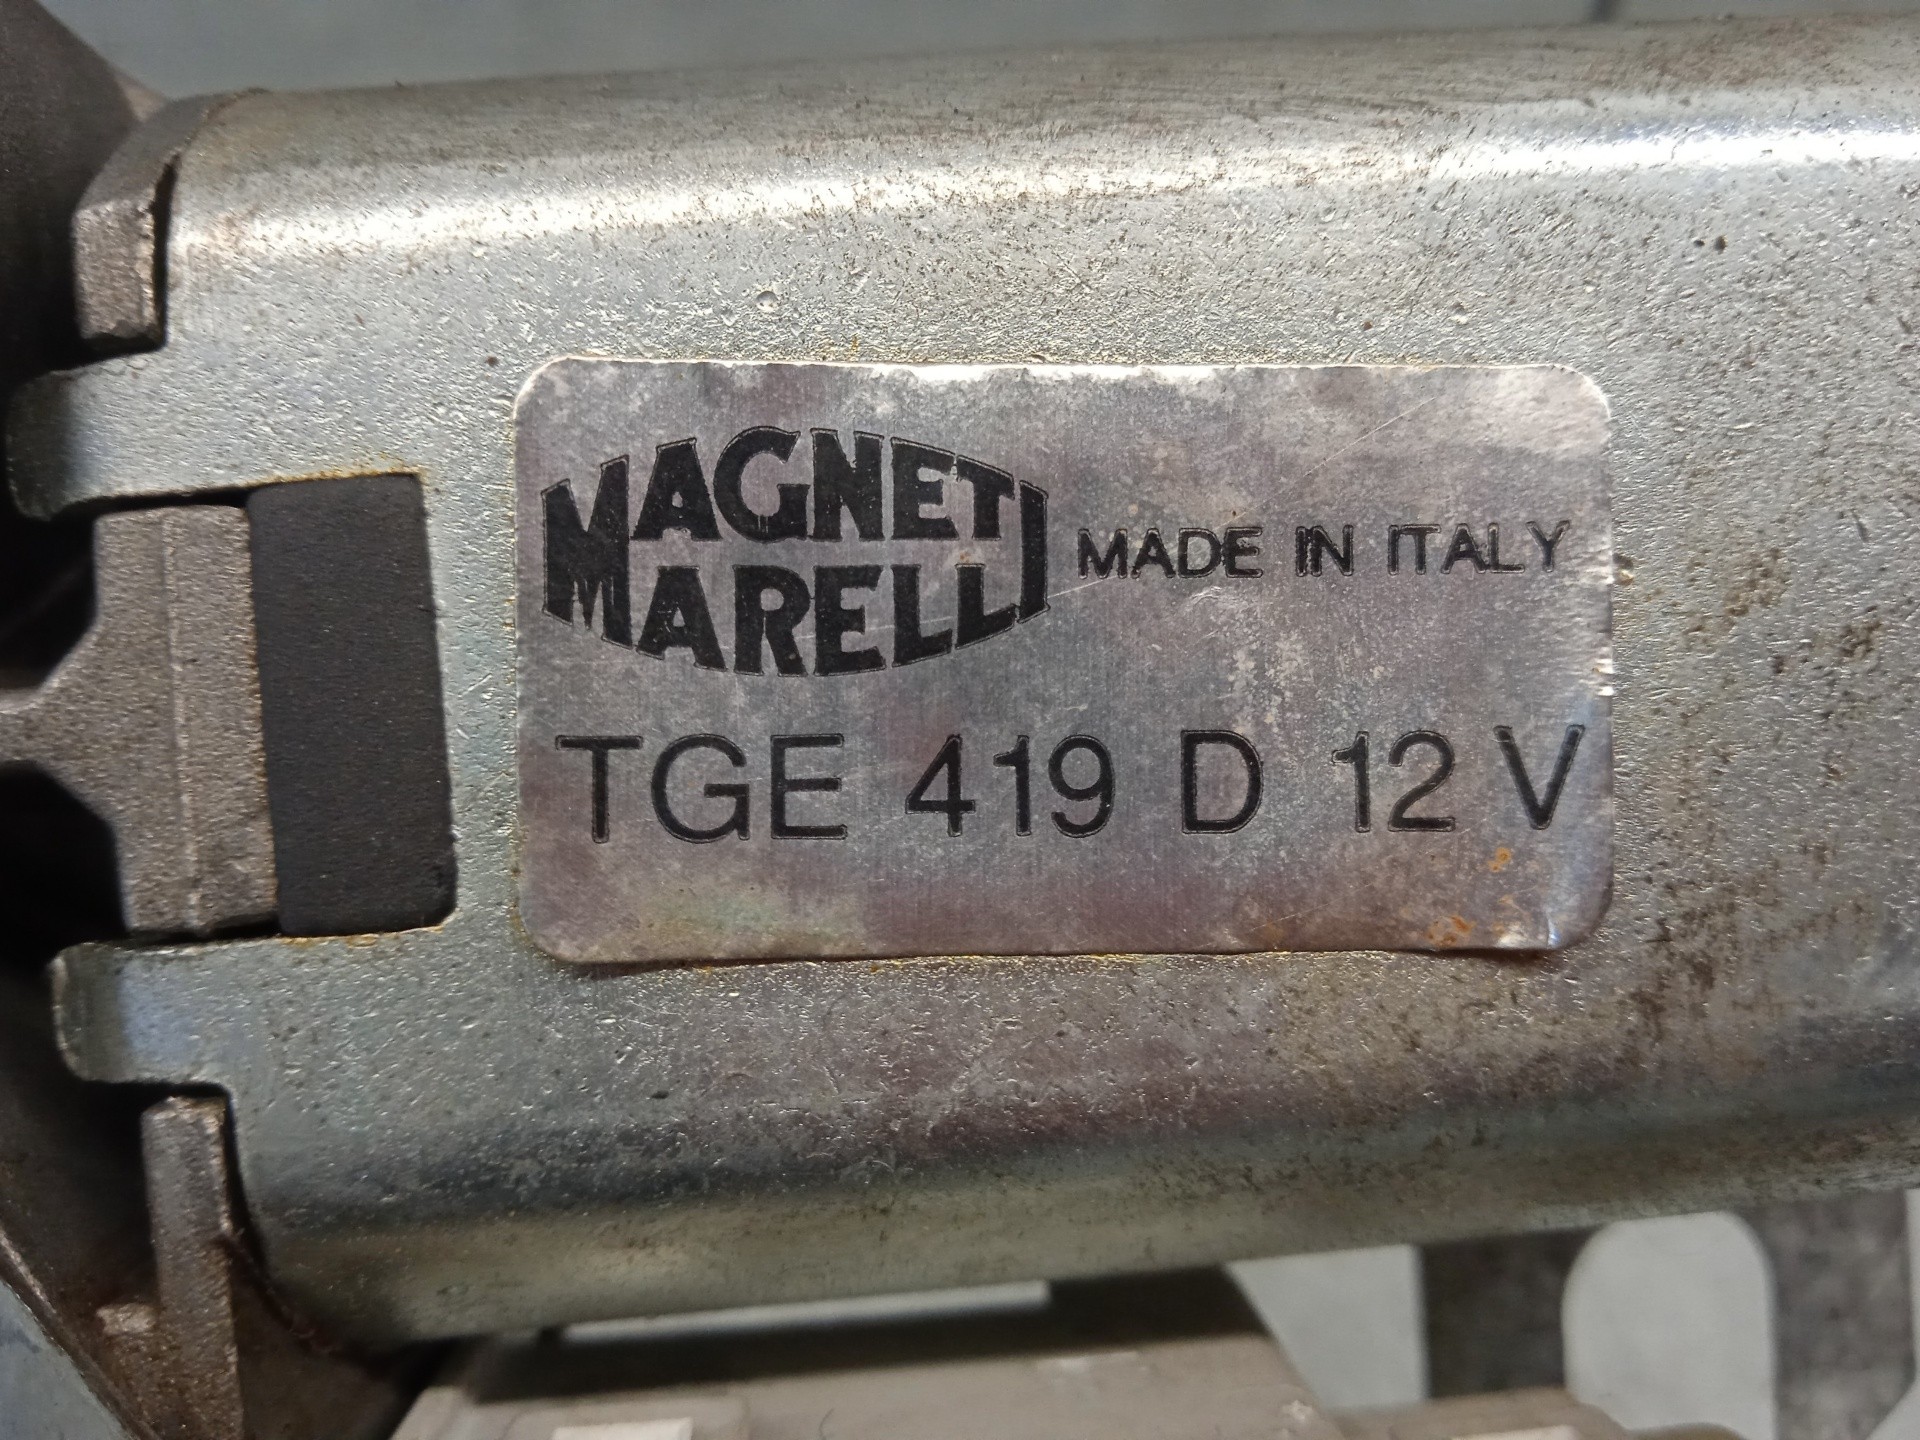 MAGNETI
MARELLI
MADE IN ITALY
TGE 419 D 12 V